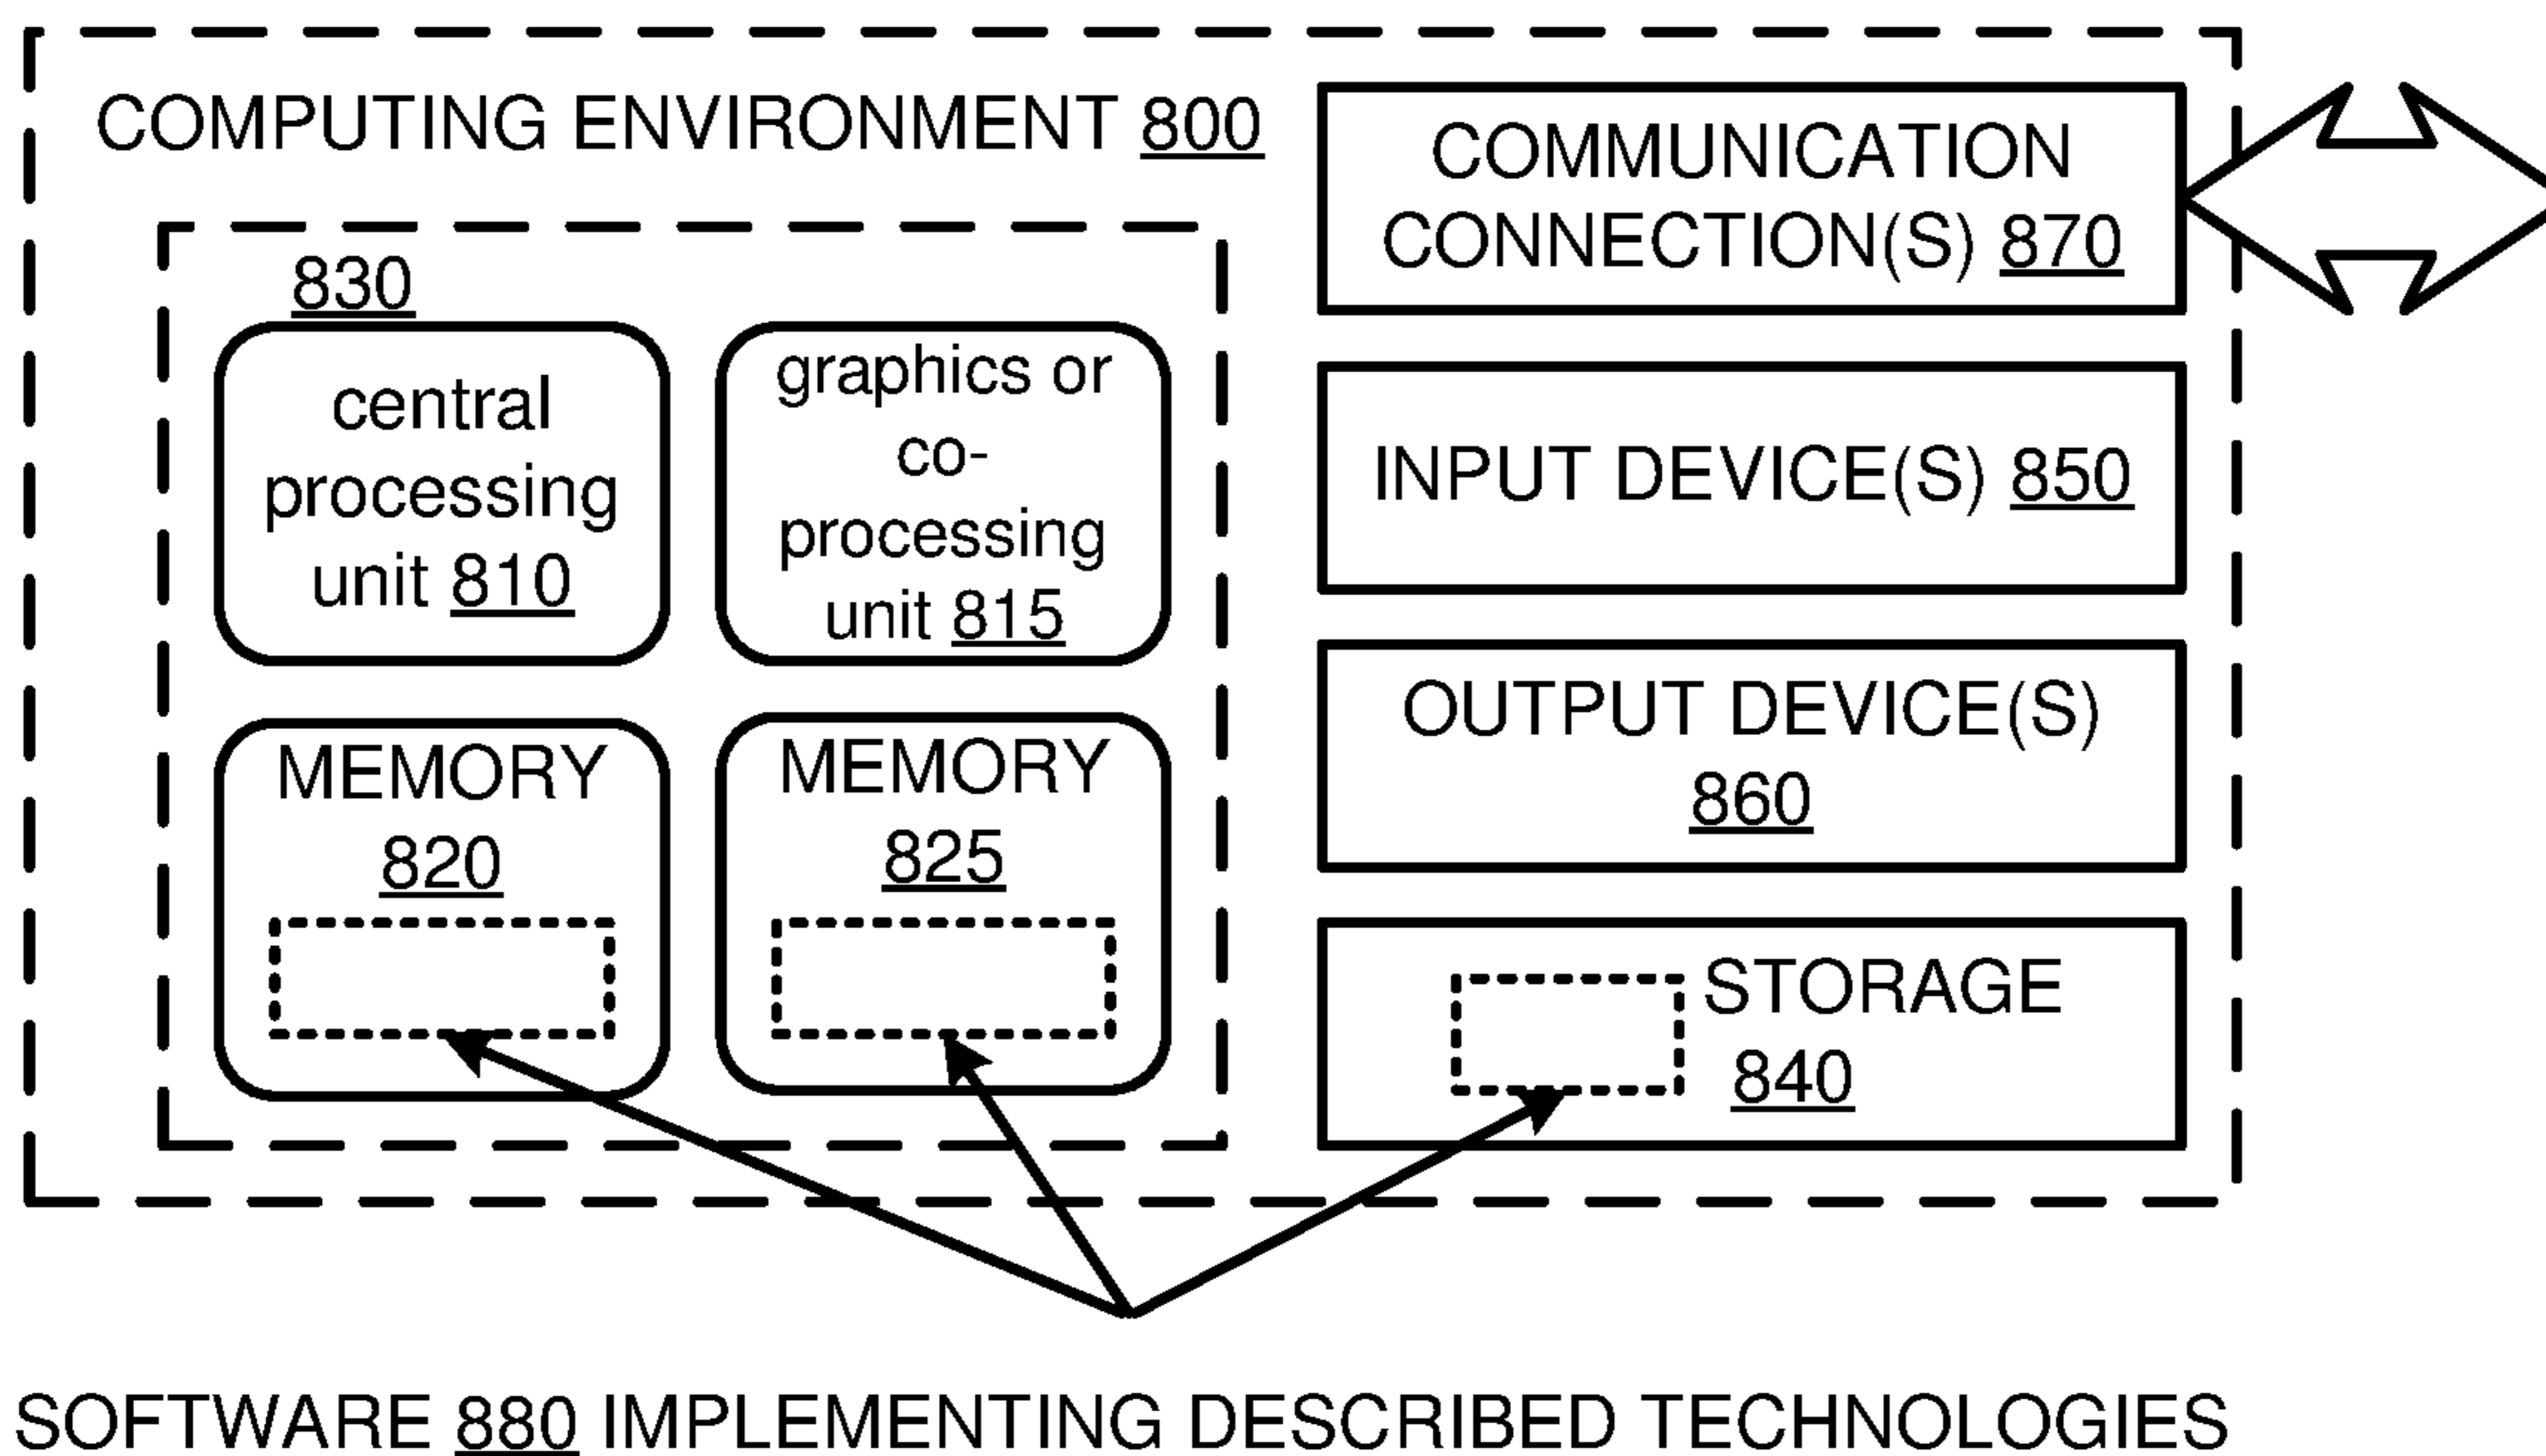 COMPUTING ENVIRONMENT 800
830
central
processing
unit 810
graphics or
co-
processing
unit 815
MEMORY
820
MEMORY
825
COMMUNICATION
CONNECTION(S) 870
INPUT DEVICE(S) 850
OUTPUT DEVICE(S)
860
STORAGE
840
SOFTWARE 880 IMPLEMENTING DESCRIBED TECHNOLOGIES